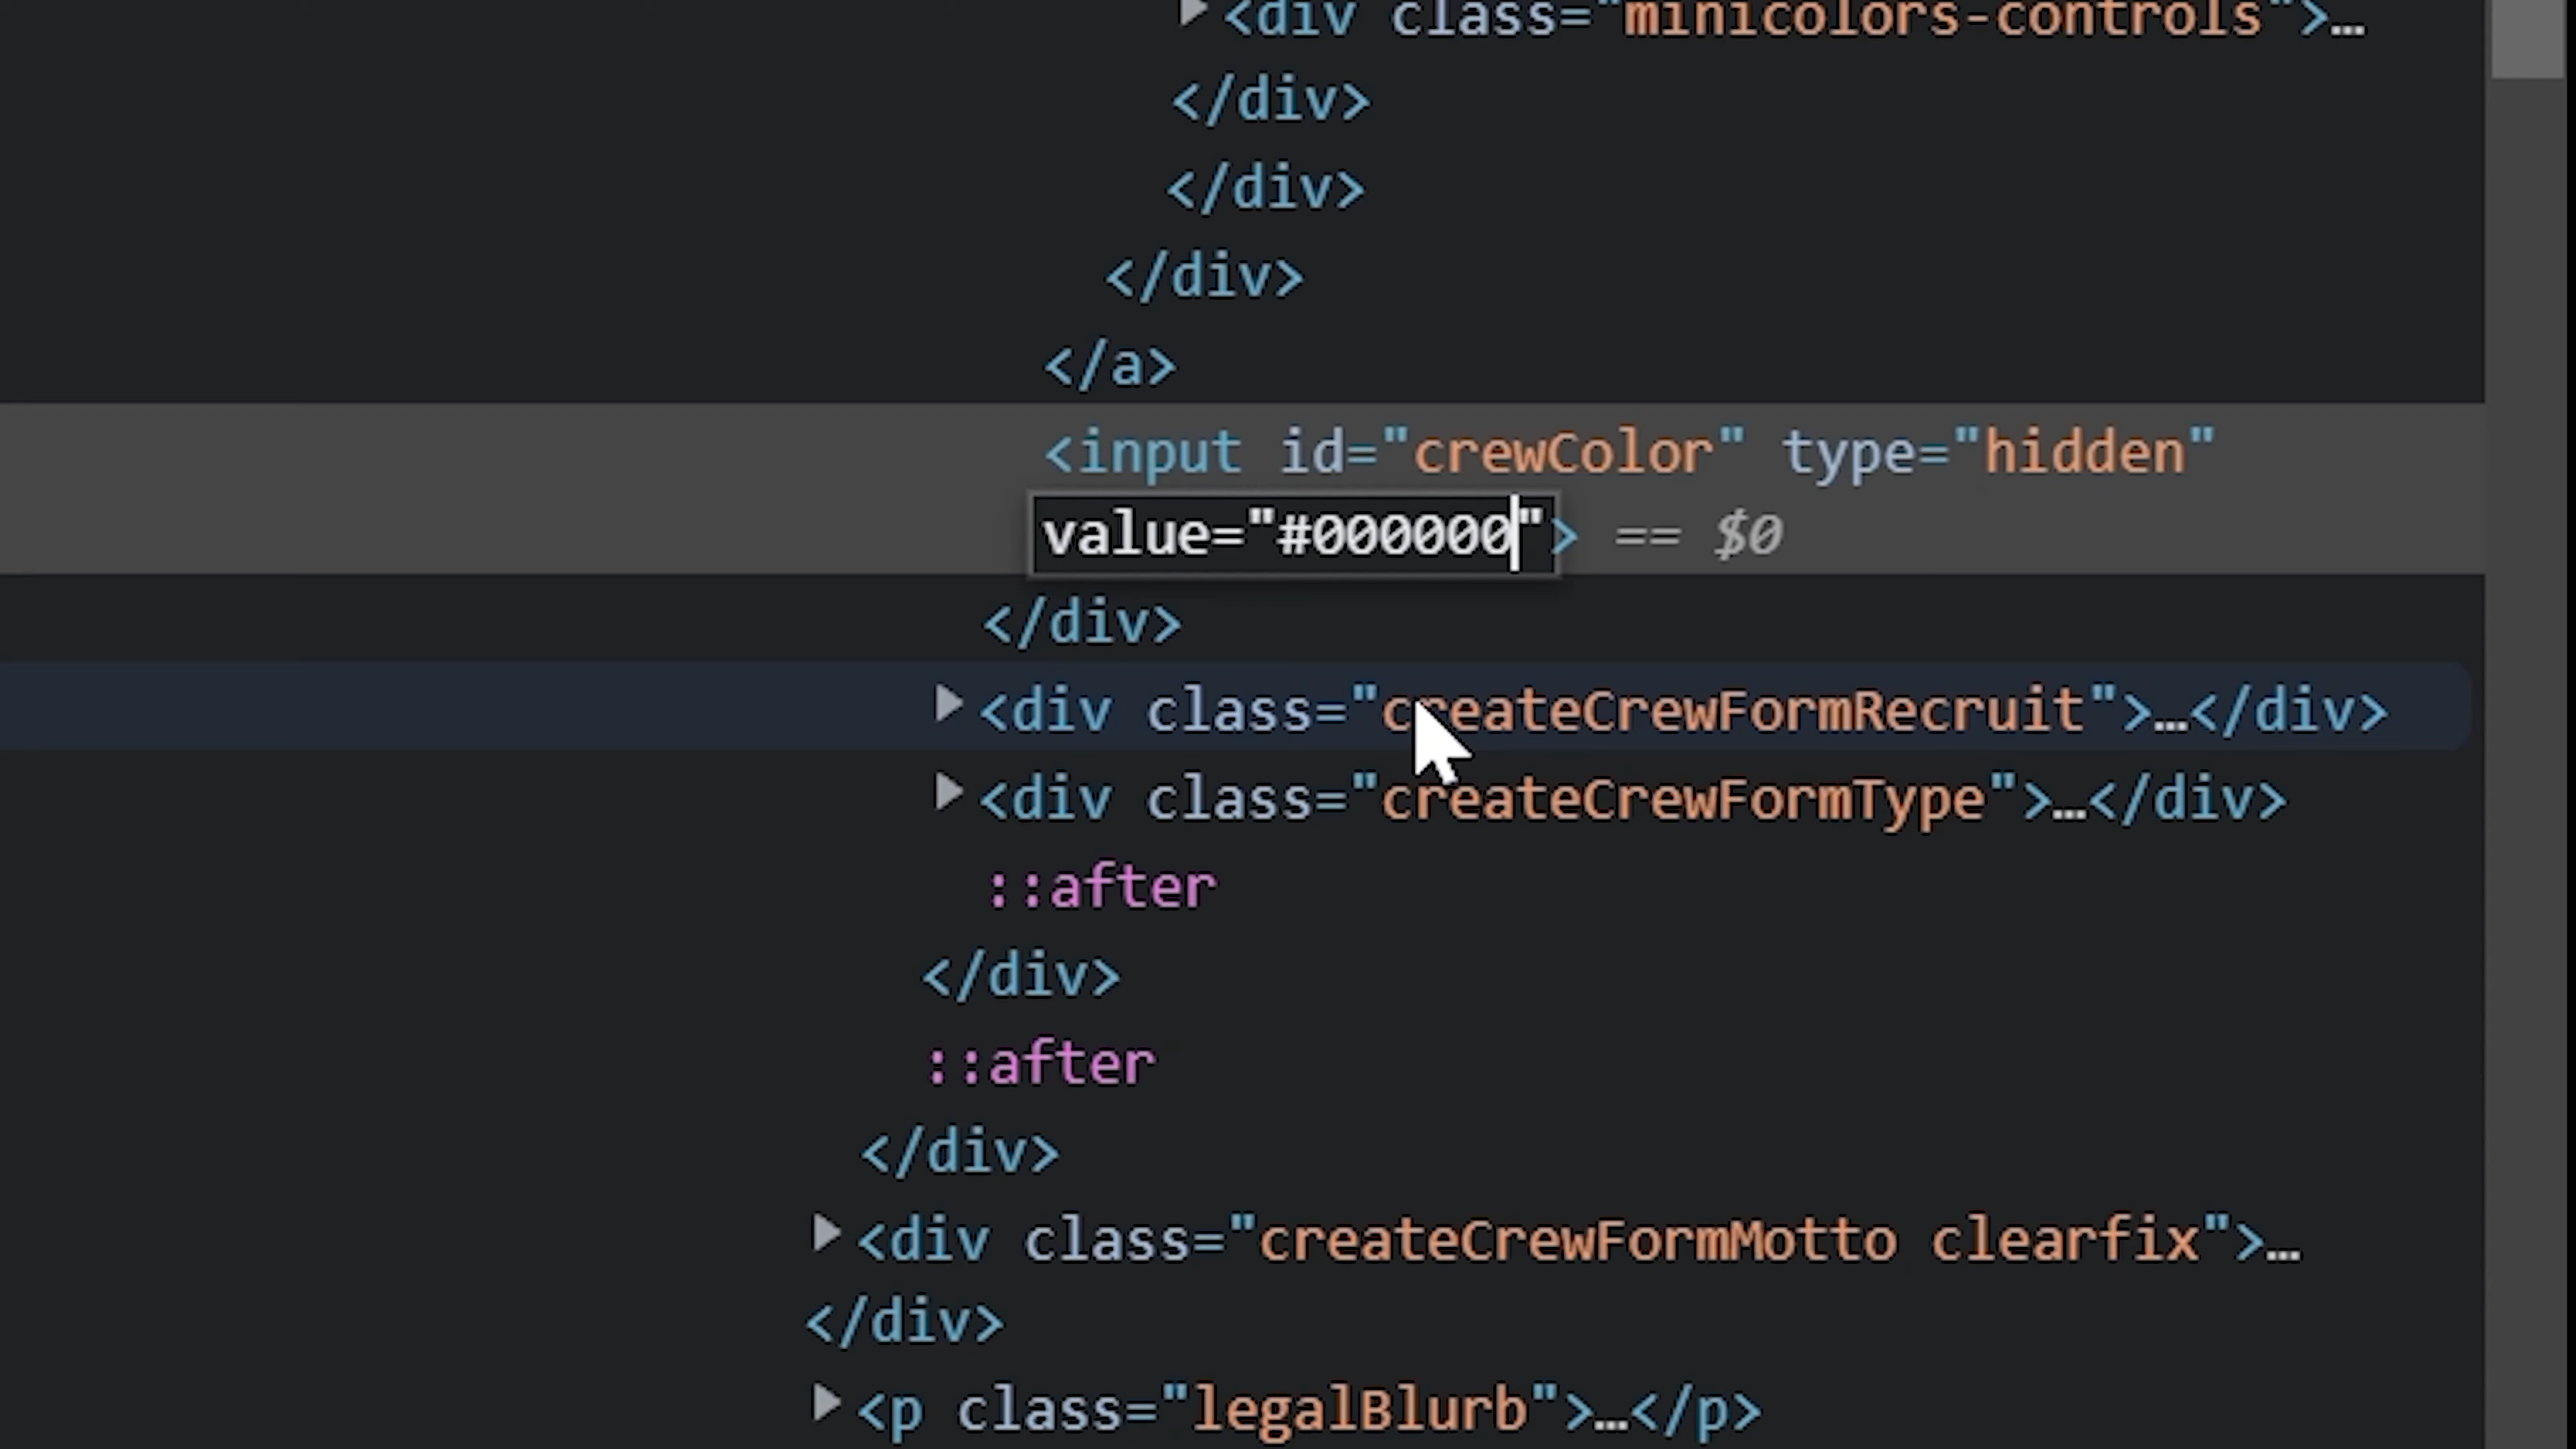 <div class="minicolors-controls">…
</div>
</div>
</div>
</a>
<input id="crewColor" type="hidden"
value="#000000"> == $0
</div>
<div class="createCrewFormRecruit">…</div>
<div class="createCrewFormType">…</div>
::after
</div>
::after
</div>
<div class="createCrewFormMotto clearfix">…
</div>
<p class="legalBlurb">…</p>